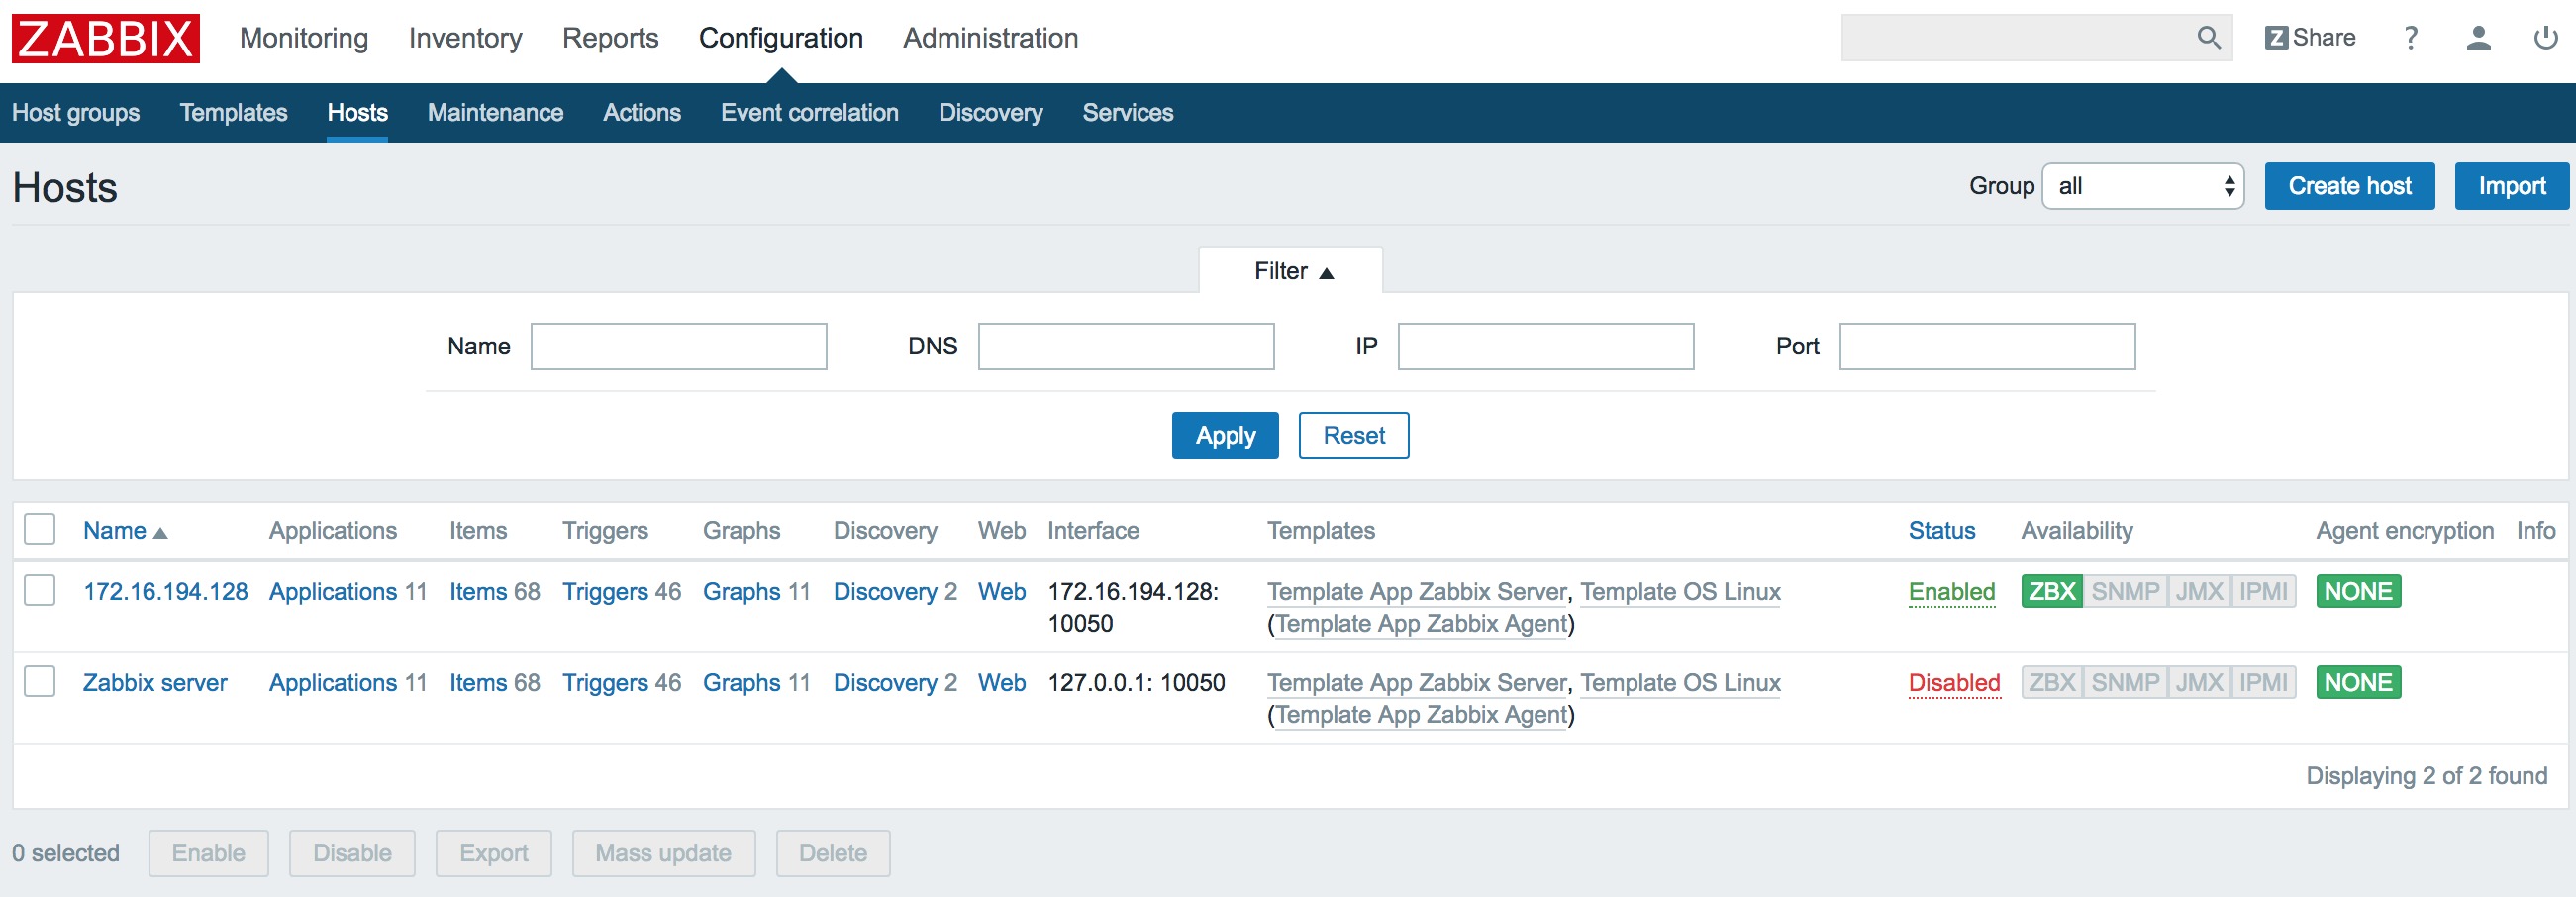 ZABBIX Monitoring Inventory Reports Configuration Administration Z Share ?
Host groups Templates Hosts Maintenance Actions Event correlation Discovery Services
Hosts Group all Create host Import
Filter ▲
Name DNS IP Port
Apply Reset
Name ▲ Applications Items Triggers Graphs Discovery Web Interface Templates Status Availability Agent encryption Info
172.16.194.128 Applications 11 Items 68 Triggers 46 Graphs 11 Discovery 2 Web 172.16.194.128: Template App Zabbix Server, Template OS Linux Enabled ZBX SNMP JMX IPMI NONE
10050 (Template App Zabbix Agent)
Zabbix server Applications 11 Items 68 Triggers 46 Graphs 11 Discovery 2 Web 127.0.0.1: 10050 Template App Zabbix Server, Template OS Linux Disabled ZBX SNMP JMX IPMI NONE
(Template App Zabbix Agent)
Displaying 2 of 2 found
0 selected Enable Disable Export Mass update Delete